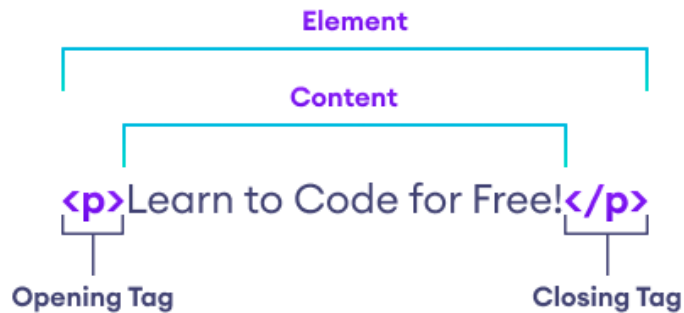 Element
Content
<p>Learn to Code for Free!</p>
Opening Tag
Closing Tag